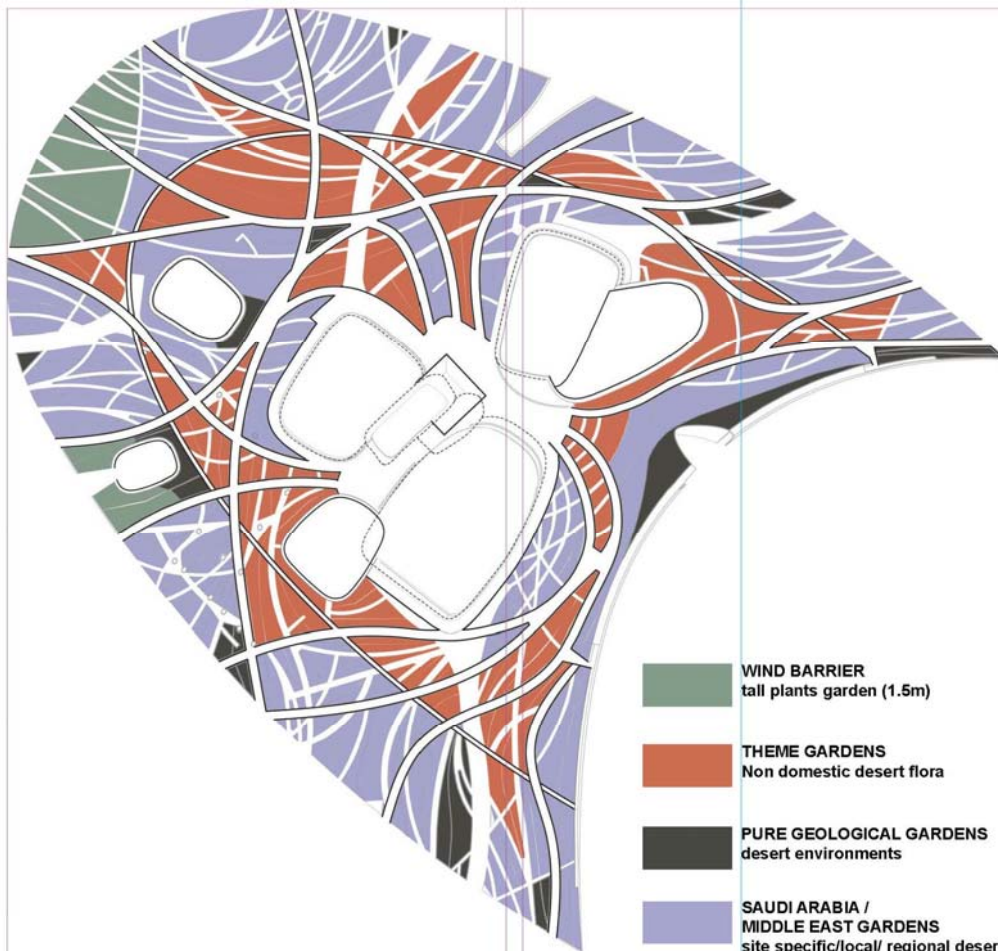 WIND BARRIER
tall plants garden (1.5m)
THEME GARDENS
Non domestic desert flora
PURE GEOLOGICAL GARDENS
desert environments
SAUDI ARABIA /
MIDDLE EAST GARDENS
site specific/local/ regional deser